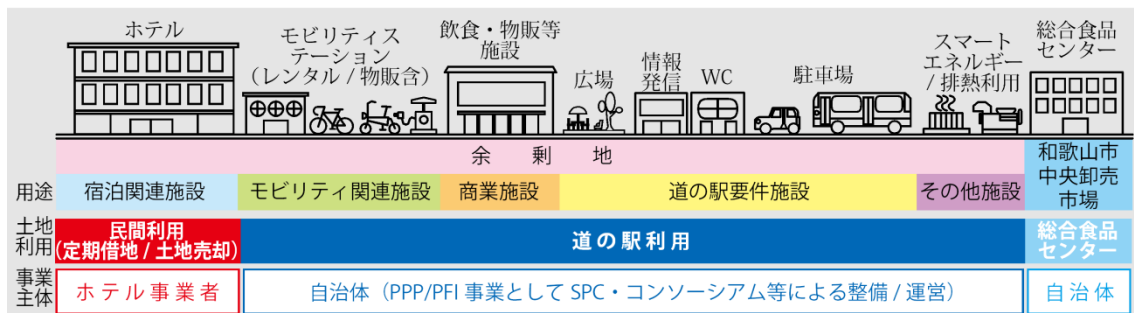 ホテル
モビリティス
テーション
(レンタル / 物販含)
飲食・物販等
施設
広場
情報
発信
WC
駐車場
スマート
エネルギー
/ 排熱利用
総合食品
センター
余 剰 地
和歌山市
中央卸売
市場
用途
宿泊関連施設
モビリティ関連施設
商業施設
道の駅要件施設
その他施設
土地
利用
民間利用
(定期借地 / 土地売却)
道の駅利用
総合食品
センター
事業
主体
ホテル事業者
自治体（PPP/PFI 事業として SPC・コンソーシアム等による整備 / 運営）
自治体